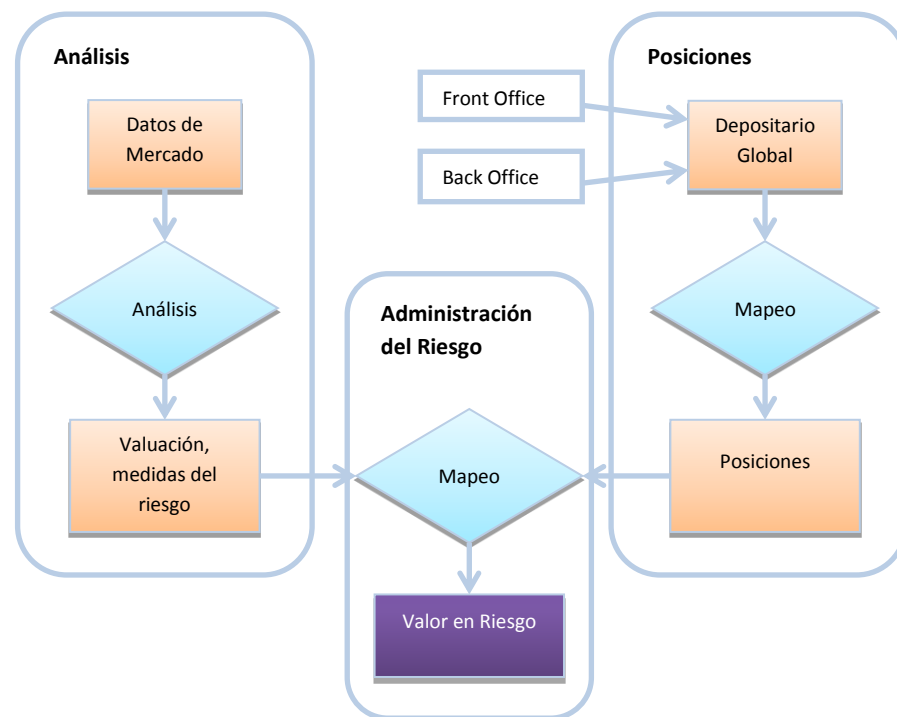 Análisis
Datos de
Mercado
Análisis
Valuación,
medidas del
riesgo
Administración
del Riesgo
Mapeo
Valor en Riesgo
Posiciones
Front Office
Back Office
Depositario
Global
Mapeo
Posiciones